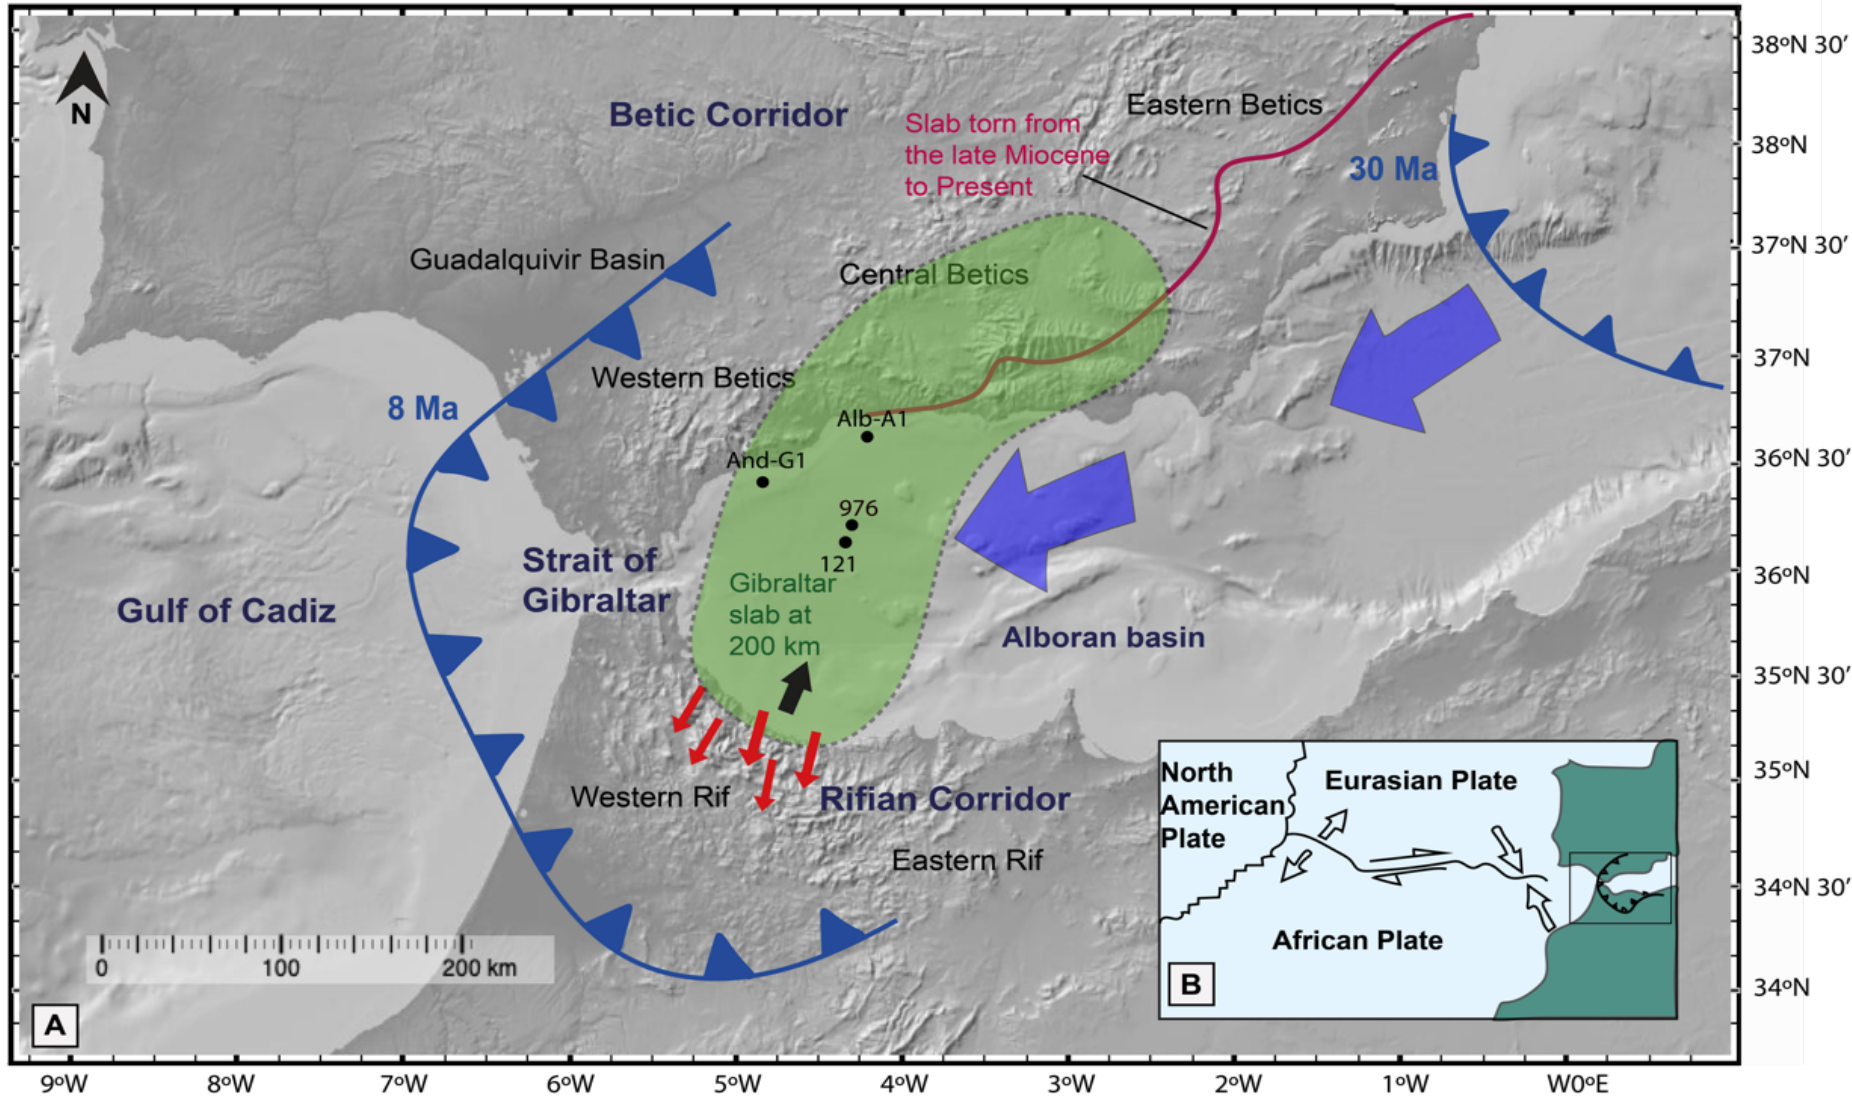 N
Betic Corridor
Eastern Betics
Slab torn from
the late Miocene
to Present
30 Ma
Guadalquivir Basin
Central Betics
Western Betics
8 Ma
Alb-A1
And-G1
976
121
Strait of
Gibraltar
Gulf of Cadiz
Gibraltar
slab at
200 km
Alboran basin
Western Rif
Rifian Corridor
Eastern Rif
0 100 200 km
A
North
American
Plate
Eurasian Plate
African Plate
B
38ºN 30’
38ºN
37ºN 30’
37ºN
36ºN 30’
36ºN
35ºN 30’
35ºN
34ºN 30’
34ºN
9ºW 8ºW 7ºW 6ºW 5ºW 4ºW 3ºW 2ºW 1ºW W0ºE